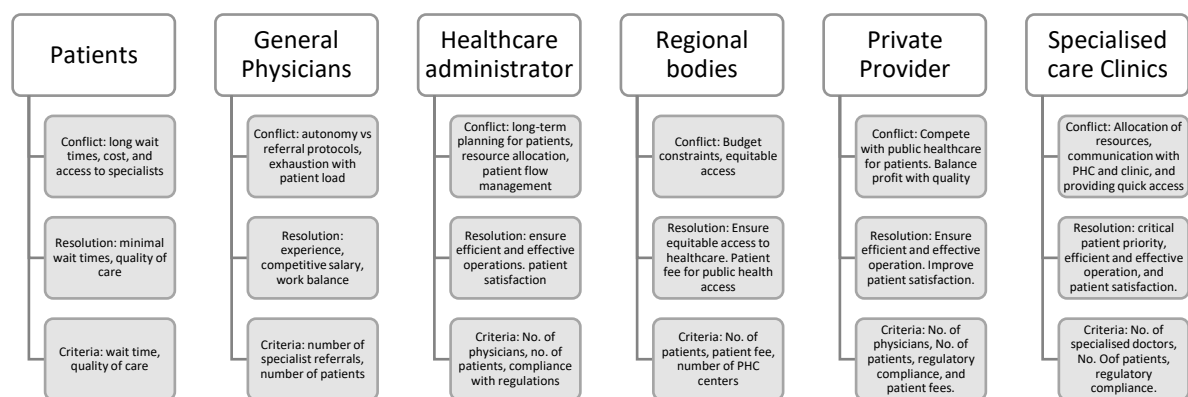 Patients
Conflict: long wait
times, cost, and
access to specialists
Resolution: minimal
wait times, quality of
care
Criteria: wait time,
quality of care
General
Physicians
Conflict: autonomy vs
referral protocols,
exhaustion with
patient load
Resolution:
experience,
competitive salary,
work balance
Criteria: number of
specialist referrals,
number of patients
Healthcare
administrator
Conflict: long-term
planning for patients,
resource allocation,
patient flow
management
Resolution: ensure
efficient and effective
operations. patient
satisfaction
Criteria: No. of
physicians, no. of
patients, compliance
with regulations
Regional
bodies
Conflict: Budget
constraints, equitable
access
Resolution: Ensure
equitable access to
healthcare. Patient
fee for public health
access
Criteria: No. of
patients, patient fee,
number of PHC
centers
Private
Provider
Conflict: Compete
with public healthcare
for patients. Balance
profit with quality
Resolution: Ensure
efficient and effective
operation. Improve
patient satisfaction.
Criteria: No. of
physicians, No. of
patients, regulatory
compliance, and
patient fees.
Specialised
care Clinics
Conflict: Allocation of
resources,
communication with
PHC and clinic, and
providing quick access
Resolution: critical
patient priority,
efficient and effective
operation, and
patient satisfaction.
Criteria: No. of
specialised doctors,
No. Oof patients,
regulatory
compliance.